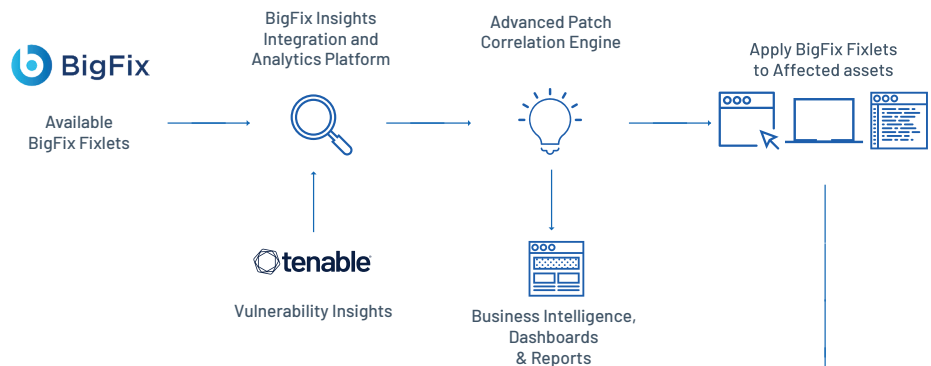 BigFix
Available
BigFix Fixlets
BigFix Insights
Integration and
Analytics Platform
tenable
Vulnerability Insights
Advanced Patch
Correlation Engine
Business Intelligence,
Dashboards
& Reports
Apply BigFix Fixlets
to Affected assets